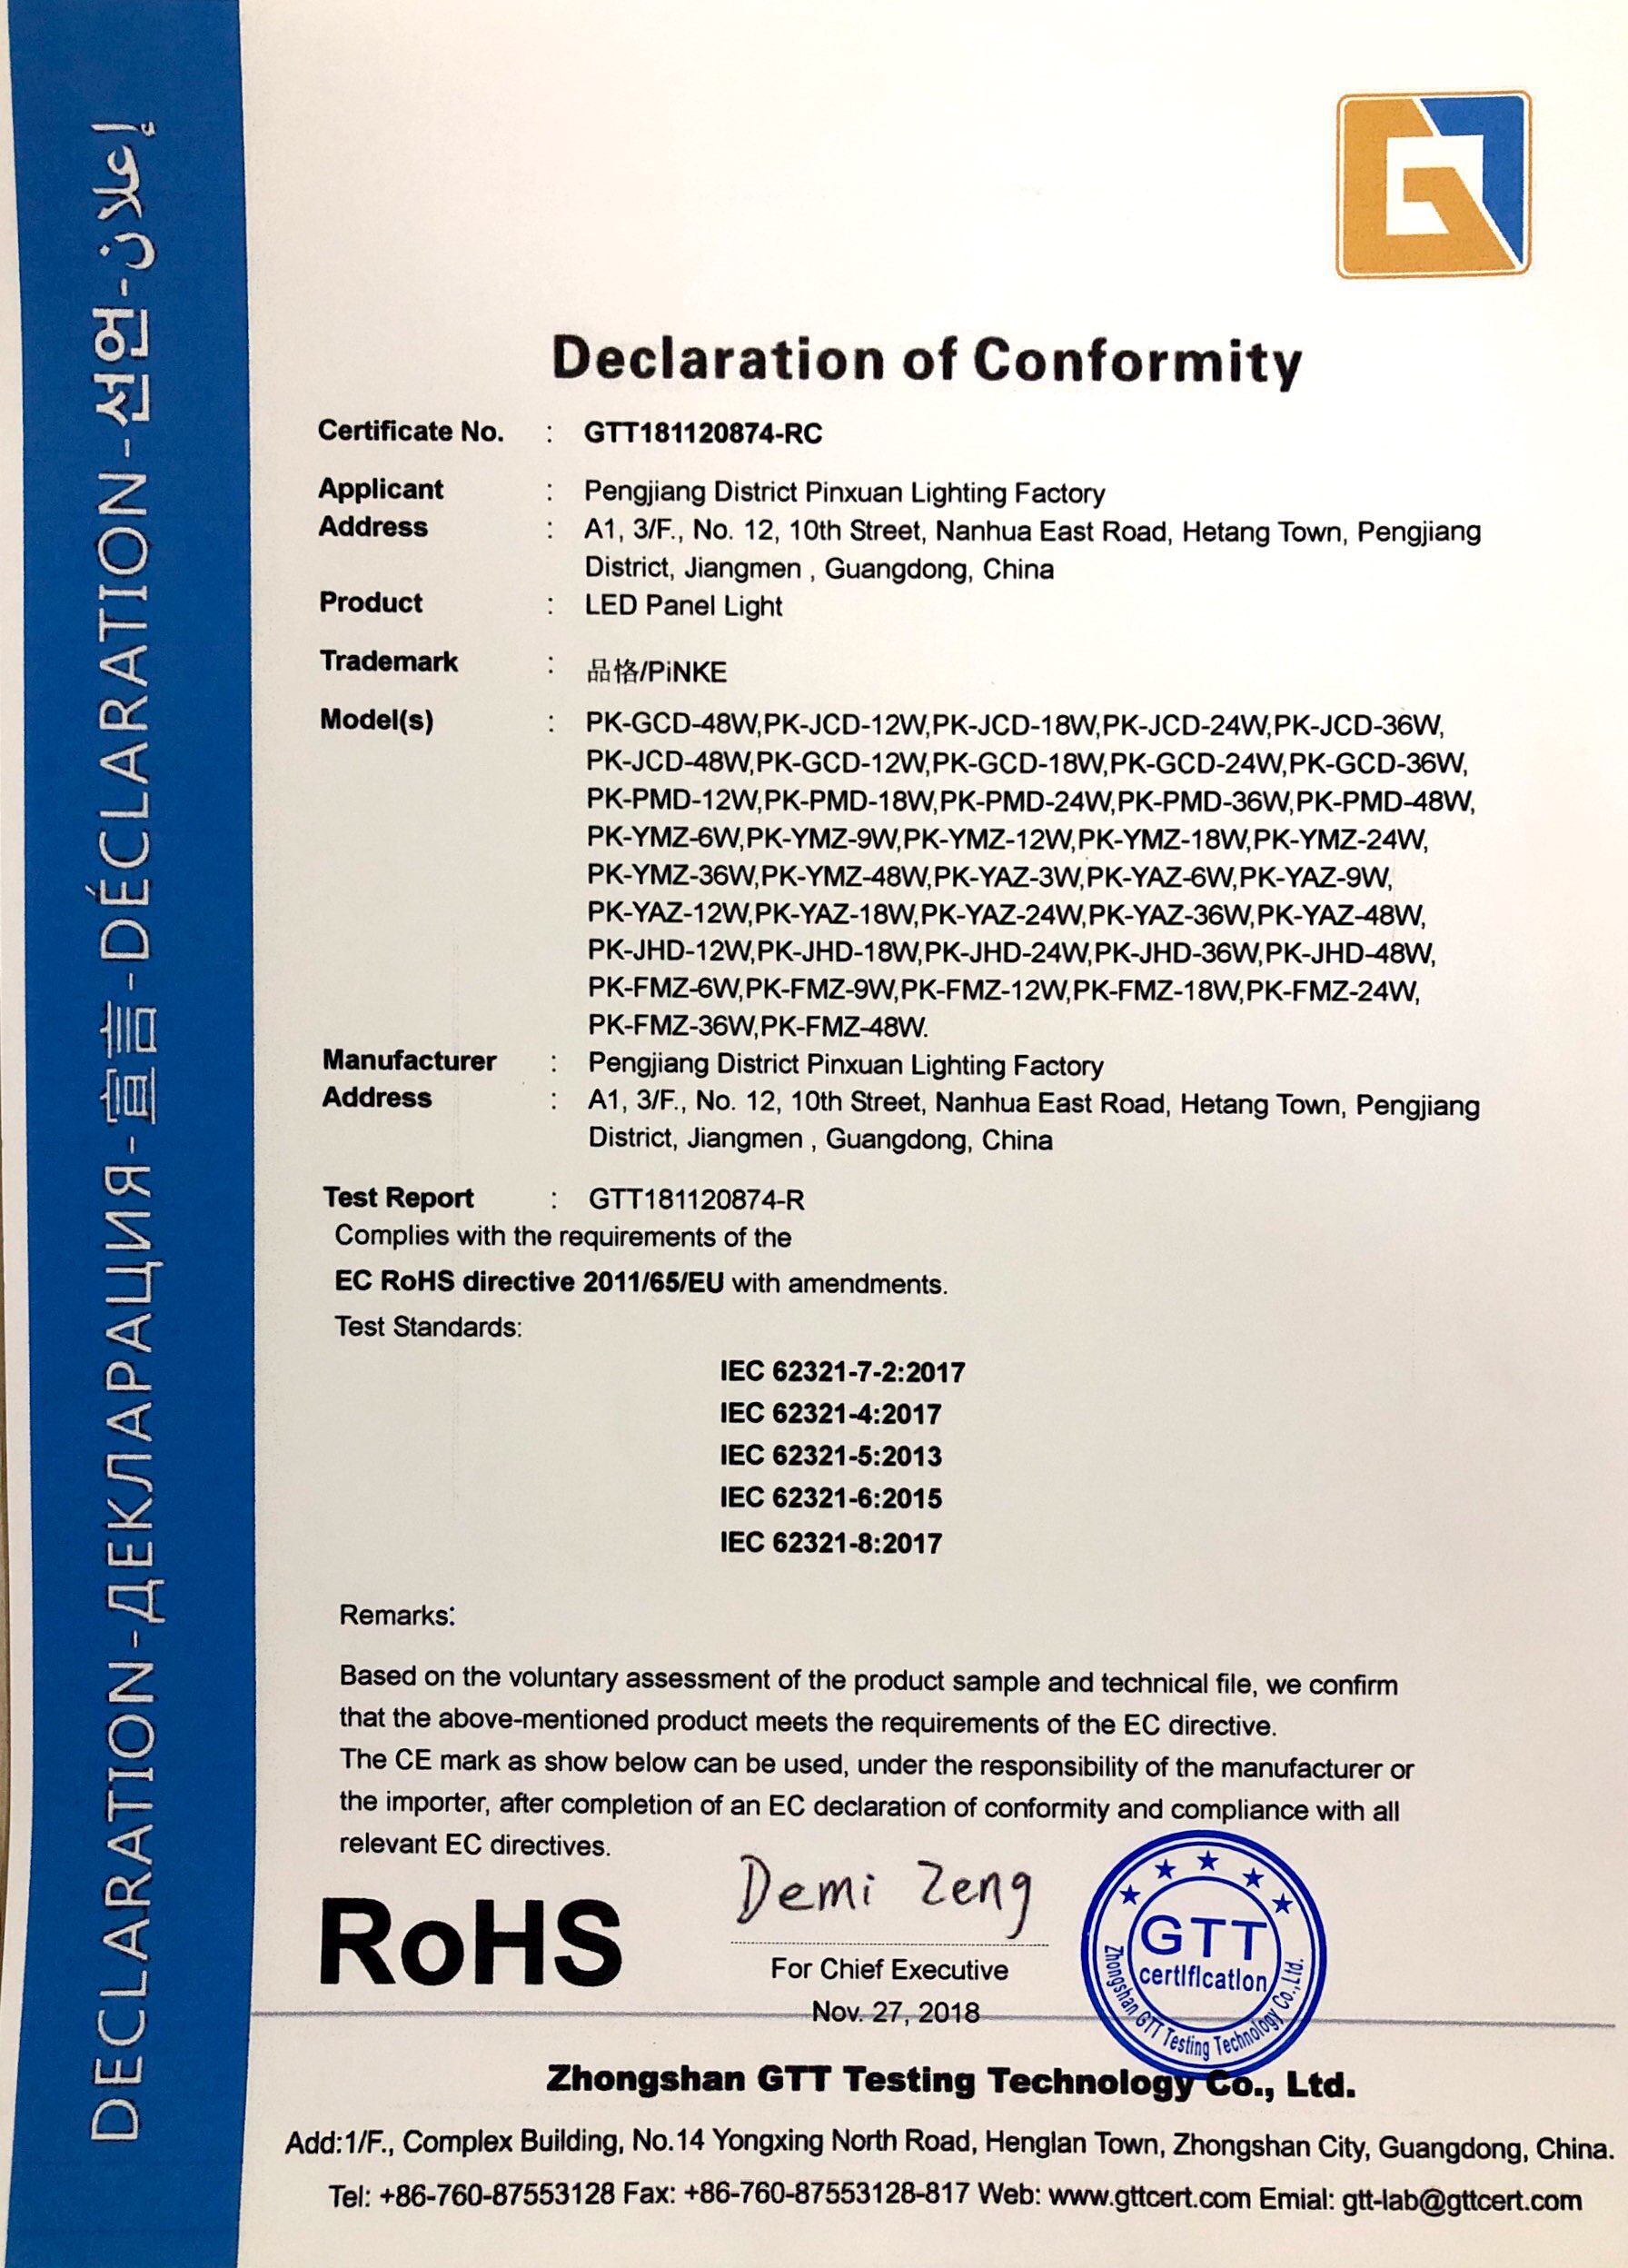 DECLARATION-ДЕКЛАРАЦИЯ-宣言-DÉCLARATION-선언-إعلان
Declaration of Conformity
Certificate No. : GTT181120874-RC
Applicant : Pengjiang District Pinxuan Lighting Factory
Address : A1, 3/F., No. 12, 10th Street, Nanhua East Road, Hetang Town, Pengjiang
District, Jiangmen , Guangdong, China
Product : LED Panel Light
Trademark : 品恪/PiNKE
Model(s) : PK-GCD-48W,PK-JCD-12W,PK-JCD-18W,PK-JCD-24W,PK-JCD-36W,
PK-JCD-48W,PK-GCD-12W,PK-GCD-18W,PK-GCD-24W,PK-GCD-36W,
PK-PMD-12W,PK-PMD-18W,PK-PMD-24W,PK-PMD-36W,PK-PMD-48W,
PK-YMZ-6W,PK-YMZ-9W,PK-YMZ-12W,PK-YMZ-18W,PK-YMZ-24W,
PK-YMZ-36W,PK-YMZ-48W,PK-YAZ-3W,PK-YAZ-6W,PK-YAZ-9W,
PK-YAZ-12W,PK-YAZ-18W,PK-YAZ-24W,PK-YAZ-36W,PK-YAZ-48W,
PK-JHD-12W,PK-JHD-18W,PK-JHD-24W,PK-JHD-36W,PK-JHD-48W,
PK-FMZ-6W,PK-FMZ-9W,PK-FMZ-12W,PK-FMZ-18W,PK-FMZ-24W,
PK-FMZ-36W,PK-FMZ-48W.
Manufacturer : Pengjiang District Pinxuan Lighting Factory
Address : A1, 3/F., No. 12, 10th Street, Nanhua East Road, Hetang Town, Pengjiang
District, Jiangmen , Guangdong, China
Test Report : GTT181120874-R
Complies with the requirements of the
EC RoHS directive 2011/65/EU with amendments.
Test Standards:
IEC 62321-7-2:2017
IEC 62321-4:2017
IEC 62321-5:2013
IEC 62321-6:2015
IEC 62321-8:2017
Remarks:
Based on the voluntary assessment of the product sample and technical file, we confirm
that the above-mentioned product meets the requirements of the EC directive.
The CE mark as show below can be used, under the responsibility of the manufacturer or
the importer, after completion of an EC declaration of conformity and compliance with all
relevant EC directives.
RoHS
Demi Zeng
For Chief Executive
Nov. 27, 2018
GTT
certification
Zhongshan GTT Testing Technology Co.,Ltd.
Zhongshan GTT Testing Technology Co., Ltd.
Add:1/F., Complex Building, No.14 Yongxing North Road, Henglan Town, Zhongshan City, Guangdong, China.
Tel: +86-760-87553128 Fax: +86-760-87553128-817 Web: www.gttcert.com Emial: gtt-lab@gttcert.com